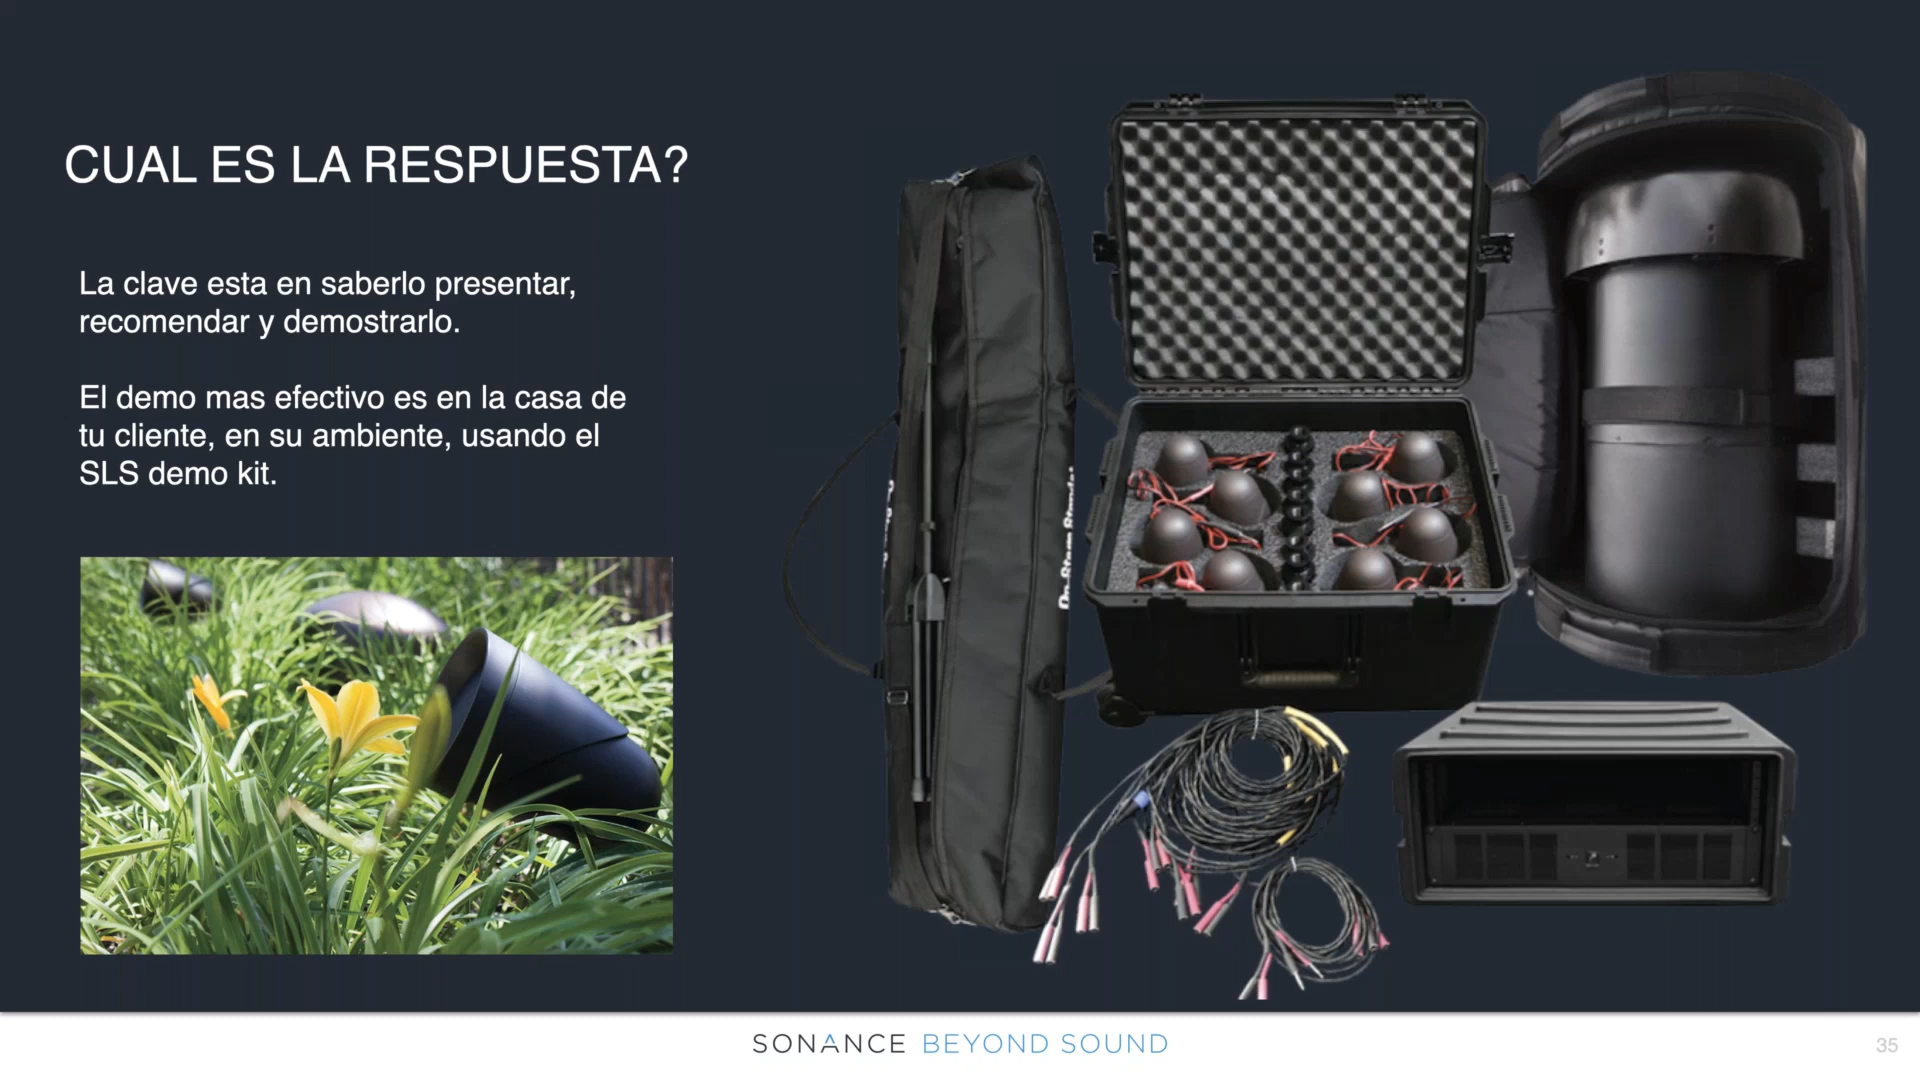 CUAL ES LA RESPUESTA?
La clave esta en saberlo presentar,
recomendar y demostrarlo.
El demo mas efectivo es en la casa de
tu cliente, en su ambiente, usando el
SLS demo kit.
SONANCE BEYOND SOUND
35